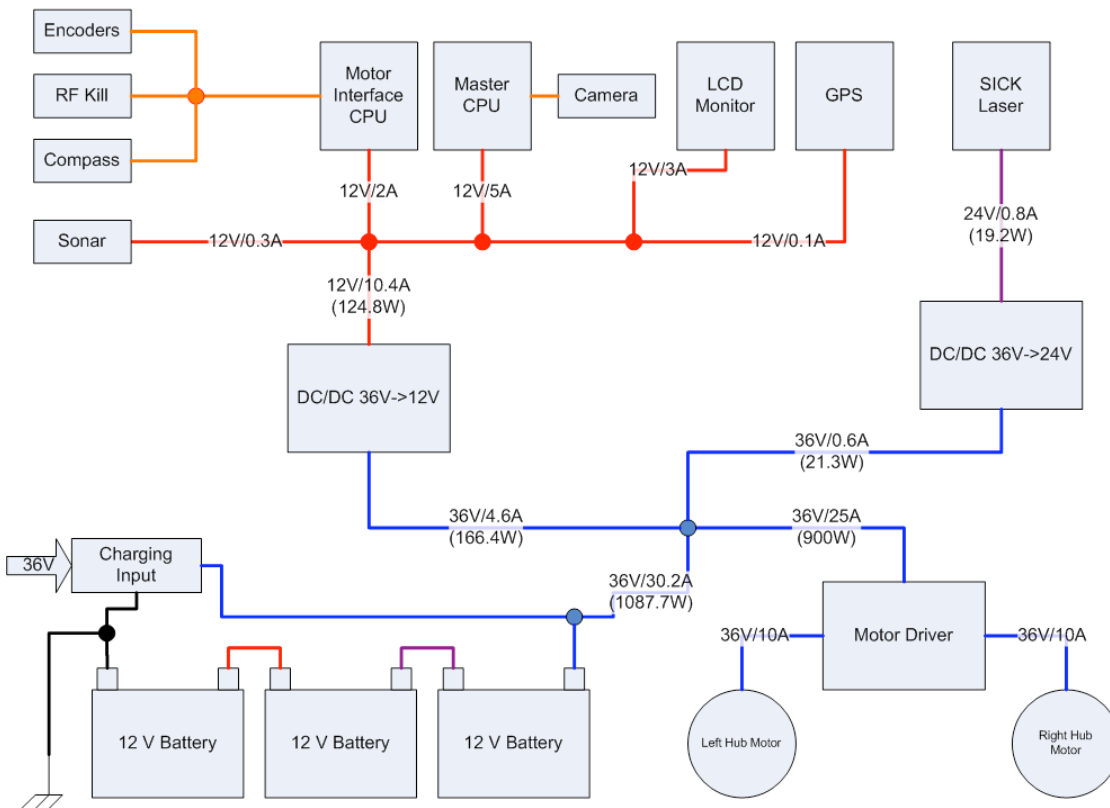 Encoders
RF Kill
Compass
Sonar
Motor
Interface
CPU
Master
CPU
Camera
LCD
Monitor
GPS
SICK
Laser
12V/2A
12V/5A
12V/3A
24V/0.8A
(19.2W)
12V/0.3A
12V/0.1A
12V/10.4A
(124.8W)
DC/DC 36V->12V
DC/DC 36V->24V
36V/0.6A
(21.3W)
36V/4.6A
(166.4W)
36V/25A
(900W)
36V
Charging
Input
36V/30.2A
(1087.7W)
36V/10A
Motor Driver
36V/10A
12 V Battery
12 V Battery
12 V Battery
Left Hub Motor
Right Hub
Motor